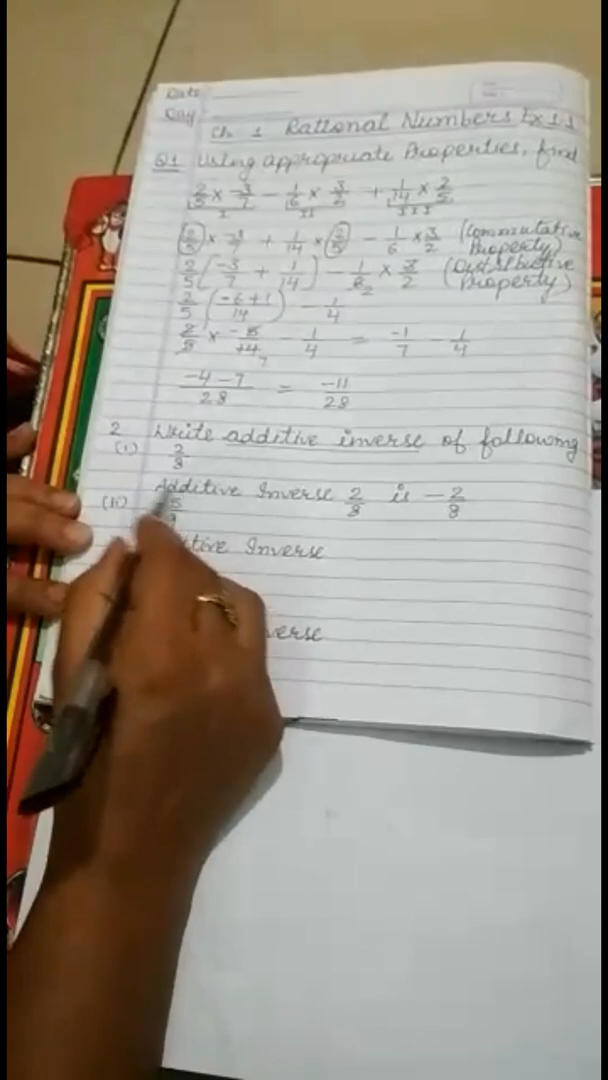 Date
Day
Ch 1 Rational Numbers Ex 1.1
Q1 Using appropriate Properties, find
2/5 × -3/7 - 1/6 × 3/2 + 1/14 × 2/5
I II III
2/5 × -3/7 + 1/14 × 2/5 - 1/6 × 3/2 (Commutative Property)
2/5 (-3/7 + 1/14) - 1/6 × 3/2 (Distributive Property)
2/5 (-6+1/14) - 1/4
2/5 × -5/14 - 1/4 = -1/7 - 1/4
-4-7/28 = -11/28
2 Write additive inverse of following
(i) 2/8
Additive Inverse 2/8 is -2/8
(ii)
Inverse